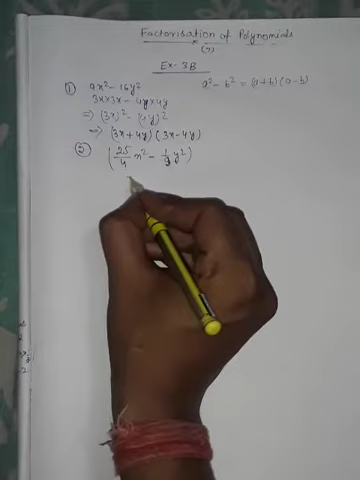 Factorisation of Polynomials
Ex-3B
a² - b² = (a+b)(a-b)
① 9x² - 16y²
3x×3x - 4y×4y
⇒ (3x)² - (4y)²
⇒ (3x+4y)(3x-4y)
② (25/4 x² - 1/9 y²)